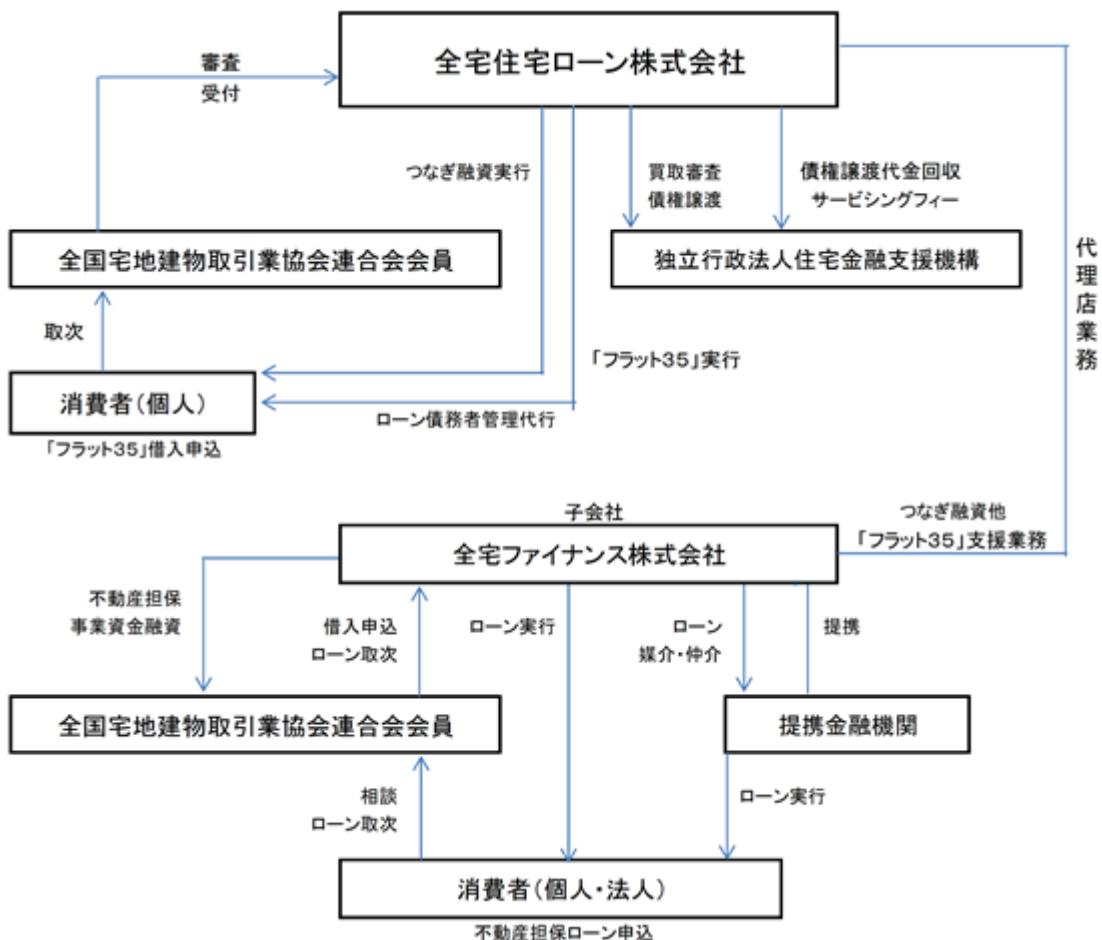 全宅住宅ローン株式会社
審査
受付
つなぎ融資実行
買取審査
債権譲渡
債権譲渡代金回収
サービシングフィー
全国宅地建物取引業協会連合会会員
独立行政法人住宅金融支援機構
代理店業務
取次
「フラット35」実行
消費者(個人)
ローン債務者管理代行
「フラット35」借入申込
子会社
つなぎ融資他
「フラット35」支援業務
全宅ファイナンス株式会社
不動産担保
事業資金融資
借入申込
ローン取次
ローン実行
ローン
媒介・仲介
提携
全国宅地建物取引業協会連合会会員
提携金融機関
相談
ローン取次
ローン実行
消費者(個人・法人)
不動産担保ローン申込